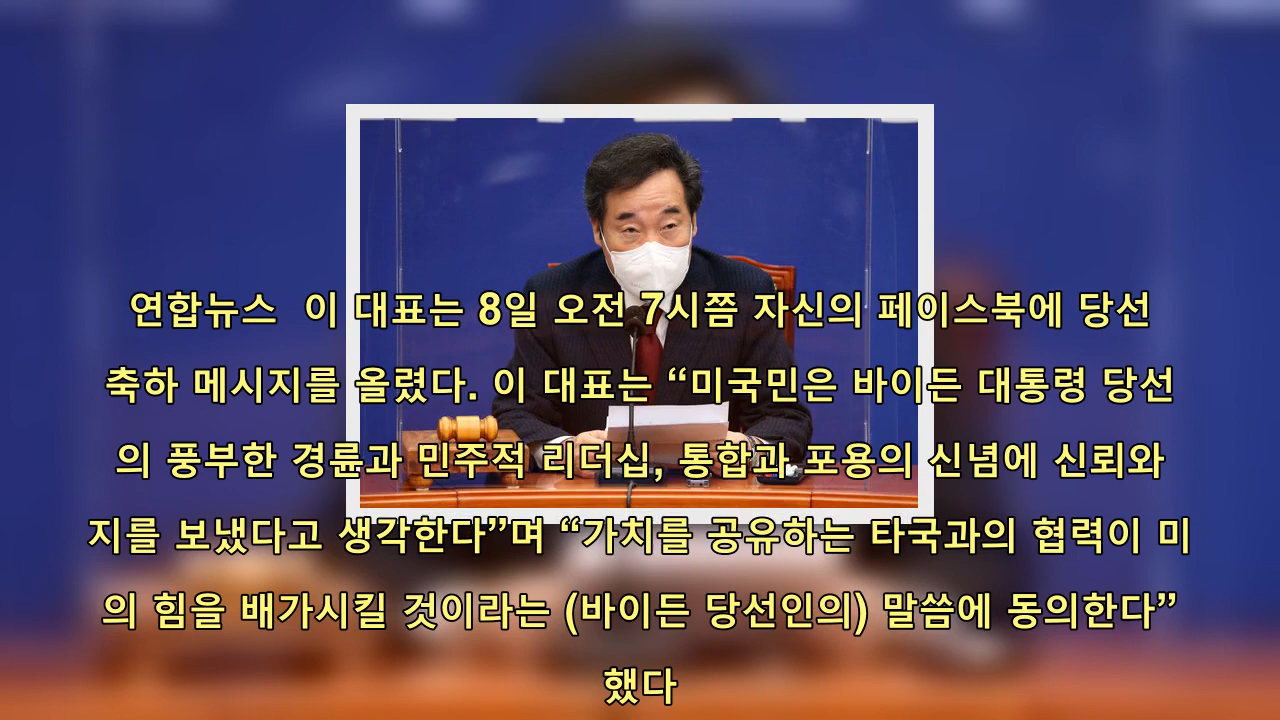 연합뉴스  이 대표는 8일 오전 7시쯤 자신의 페이스북에 당선
축하 메시지를 올렸다. 이 대표는 “미국민은 바이든 대통령 당선
의 풍부한 경륜과 민주적 리더십, 통합과 포용의 신념에 신뢰와
지를 보냈다고 생각한다”며 “가치를 공유하는 타국과의 협력이 미
의 힘을 배가시킬 것이라는 (바이든 당선인의) 말씀에 동의한다”
했다